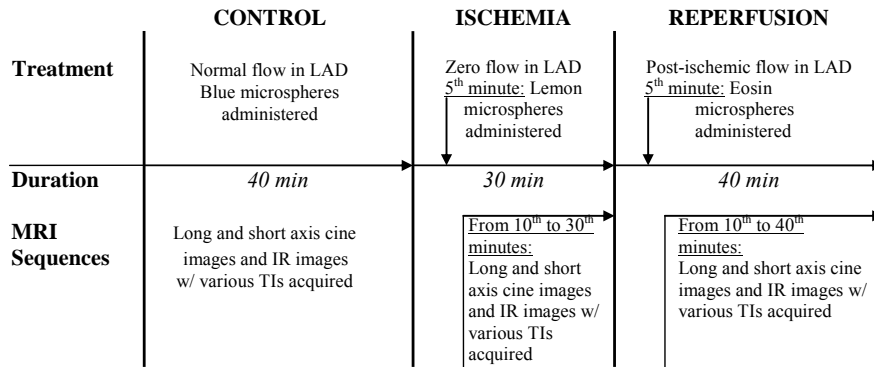 CONTROL
ISCHEMIA
REPERFUSION
Treatment
Normal flow in LAD
Blue microspheres
administered
Zero flow in LAD
5th minute: Lemon
microspheres
administered
Post-ischemic flow in LAD
5th minute: Eosin
microspheres
administered
Duration
40 min
30 min
40 min
MRI
Sequences
Long and short axis cine
images and IR images
w/ various TIs acquired
From 10th to 30th
minutes:
Long and short
axis cine images
and IR images w/
various TIs
acquired
From 10th to 40th
minutes:
Long and short axis cine
images and IR images w/
various TIs acquired